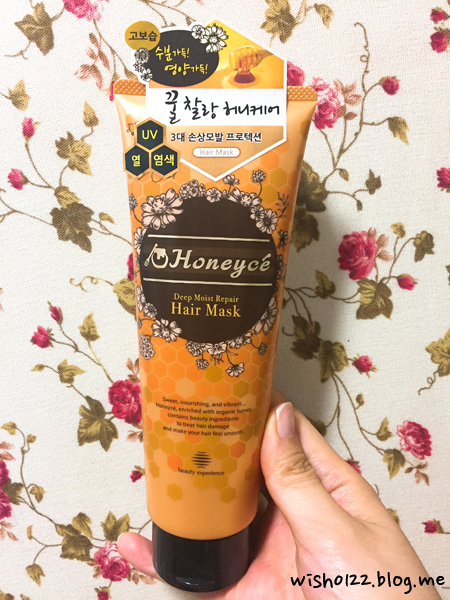 고보습
수분가득!
영양가득!
꿀 찰랑 허니케어
3대 손상모발 프로텍션
Hair Mask
UV
열 염색
Honeycé
Deep Moist Repair
Hair Mask
Sweet, nourishing, and vibrant...
Honeycé, enriched with organic honey,
contains beauty ingredients
to treat hair damage
and make your hair feel smooth.
beauty experience
wish0122.blog.me